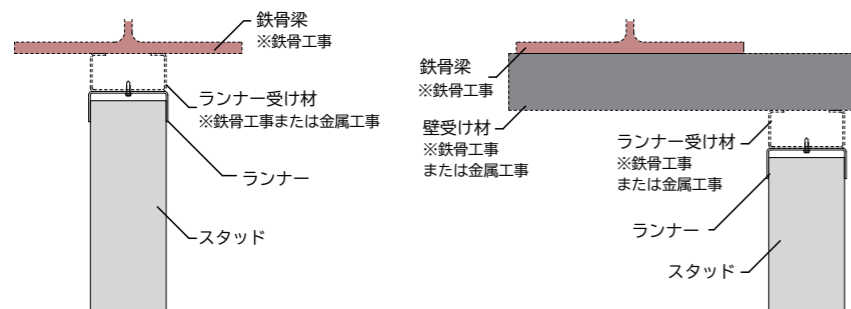 鉄骨梁
※鉄骨工事
ランナー受け材
※鉄骨工事または金属工事
ランナー
スタッド
鉄骨梁
※鉄骨工事
壁受け材
※鉄骨工事
または金属工事
ランナー受け材
※鉄骨工事
または金属工事
ランナー
スタッド